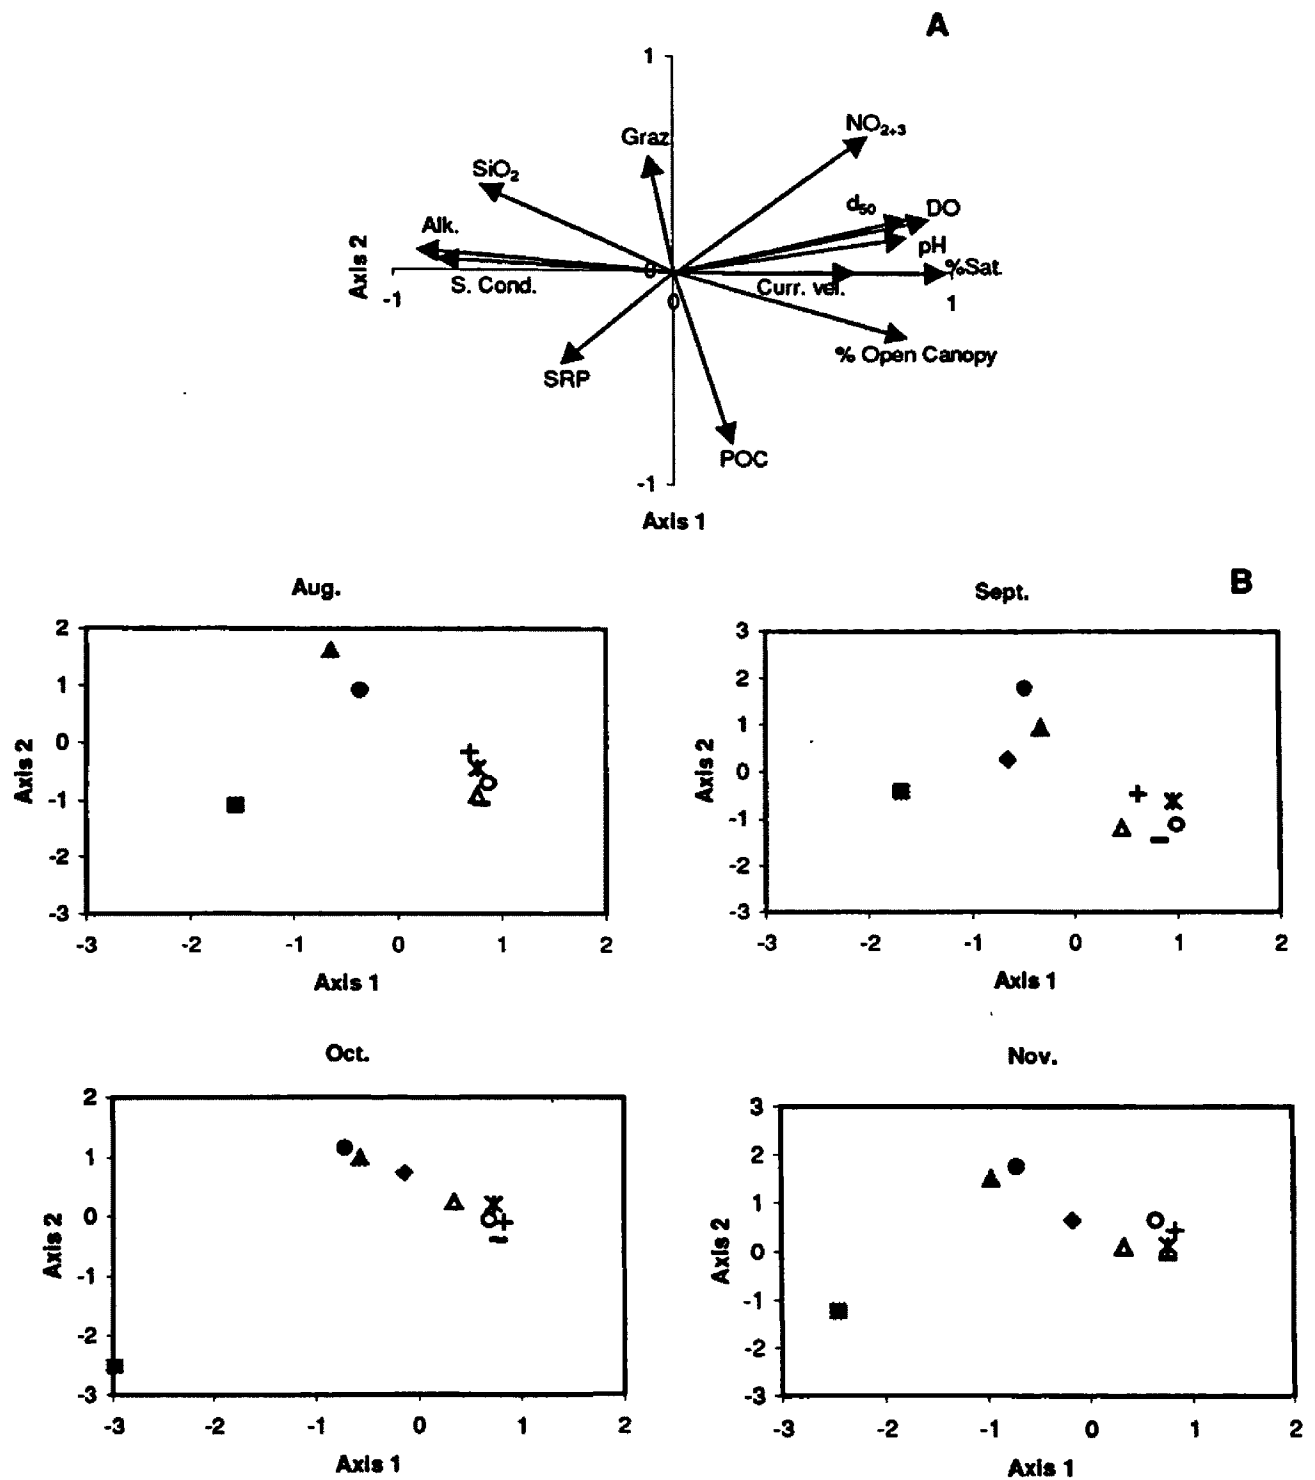 A
1
NO2+3
Graz
SiO2
d50
DO
Alk.
pH
Axis 2
0
%Sat.
S. Cond.
Curr. vel.
-1
0
1
% Open Canopy
SRP
POC
-1
Axis 1
B
Aug.
2
1
0
-1
-2
-3
Axis 2
-3 -2 -1 0 1 2
Axis 1
Sept.
3
2
1
0
-1
-2
-3
Axis 2
-3 -2 -1 0 1 2
Axis 1
Oct.
2
1
0
-1
-2
-3
Axis 2
-3 -2 -1 0 1 2
Axis 1
Nov.
3
2
1
0
-1
-2
-3
Axis 2
-3 -2 -1 0 1 2
Axis 1